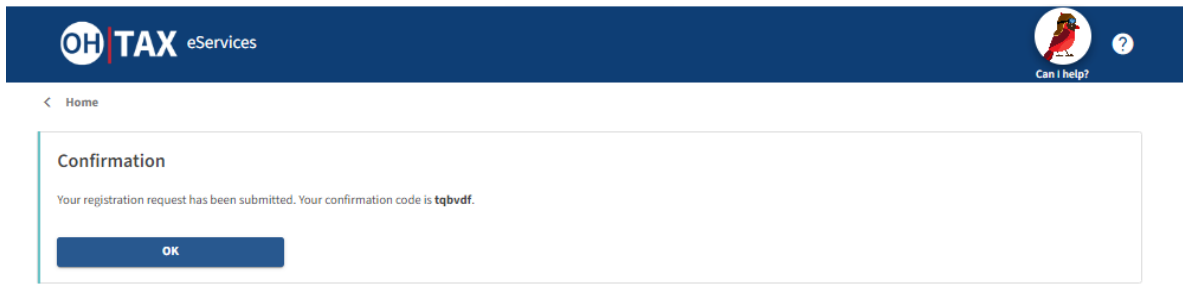 OH TAX eServices
?
Can I help?
< Home
Confirmation
Your registration request has been submitted. Your confirmation code is tqbvdf.
OK